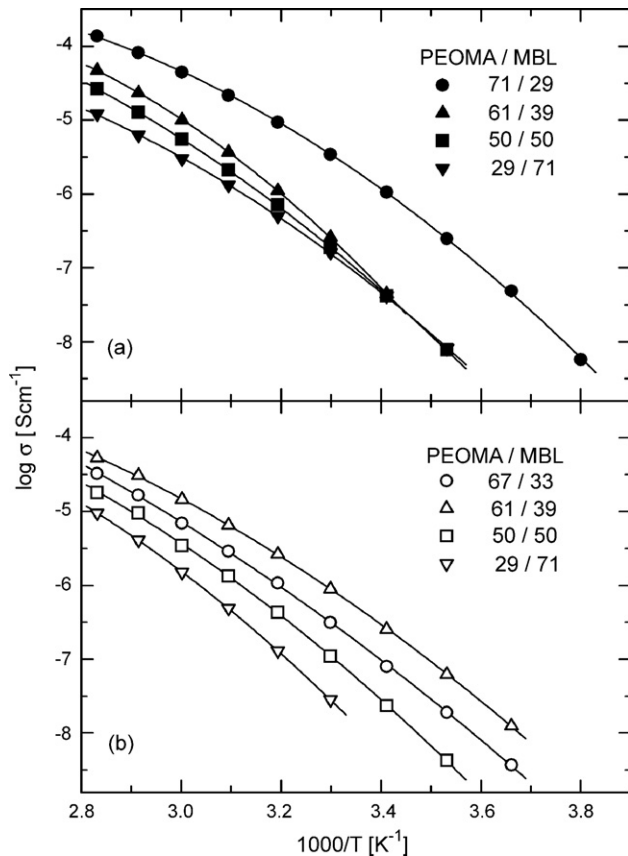 -4
-5
-6
-7
-8
PEOMA / MBL
71 / 29
61 / 39
50 / 50
29 / 71
(a)
log σ [ Scm⁻¹]
-4
-5
-6
-7
-8
PEOMA / MBL
67 / 33
61 / 39
50 / 50
29 / 71
(b)
2.8 3.0 3.2 3.4 3.6 3.8
1000/T [K⁻¹]